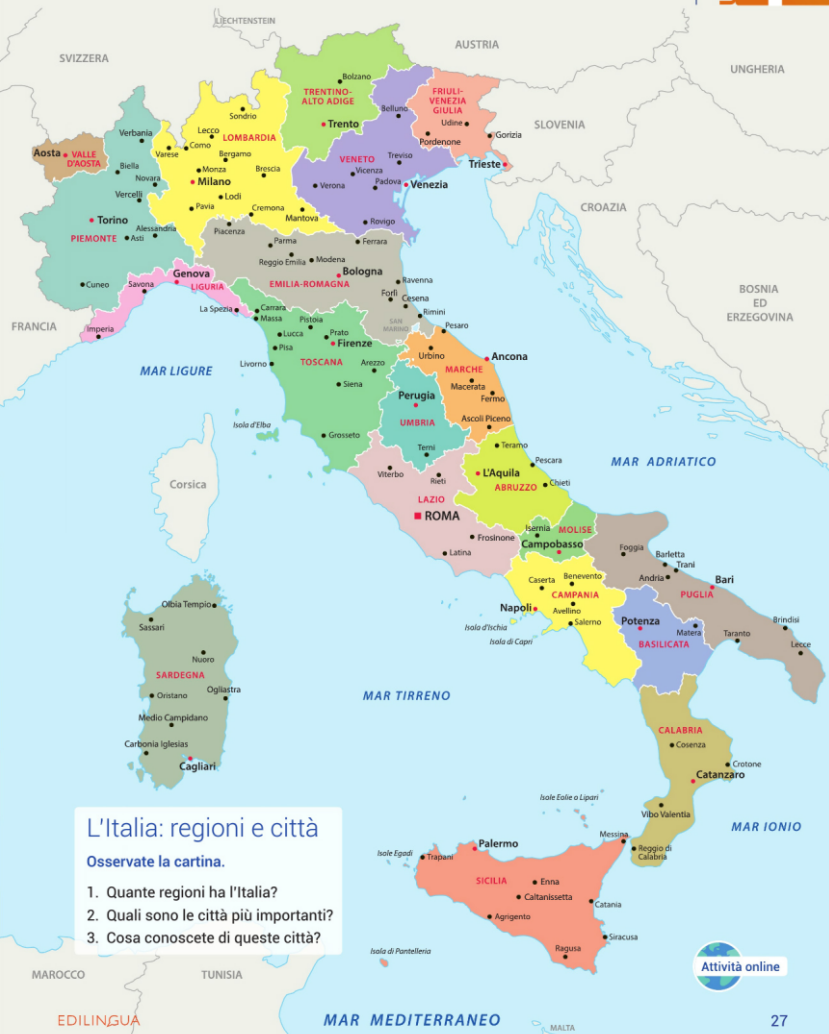 LIECHTENSTEIN
AUSTRIA
SVIZZERA
UNGHERIA
Bolzano
TRENTINO-
ALTO ADIGE
FRIULI-
VENEZIA
GIULIA
Sondrio
Belluno
Trento
Udine
SLOVENIA
Verbania
Lecco
LOMBARDIA
Gorizia
Pordenone
Como
Varese
Aosta
VALLE
D'AOSTA
Bergamo
VENETO
Treviso
Trieste
Biella
Monza
Brescia
Vicenza
Novara
Milano
Verona
Padova
Venezia
Vercelli
Lodi
CROAZIA
Pavia
Cremona
Mantova
Rovigo
Torino
Alessandria
Piacenza
PIEMONTE
Asti
Parma
Ferrara
Reggio Emilia
Modena
Genova
Bologna
Cuneo
Savona
LIGURIA
EMILIA-ROMAGNA
Ravenna
BOSNIA
ED
ERZEGOVINA
Forlì
Cesena
La Spezia
Carrara
Massa
Rimini
FRANCIA
Imperia
Pistoia
SAN
MARINO
Pesaro
Lucca
Prato
Firenze
Pisa
Urbino
Ancona
MAR LIGURE
Livorno
TOSCANA
Arezzo
MARCHE
Macerata
Siena
Perugia
Fermo
UMBRIA
Ascoli Piceno
Isola d'Elba
Grosseto
Teramo
Terni
MAR ADRIATICO
Pescara
Viterbo
Rieti
L'Aquila
Chieti
Corsica
ABRUZZO
LAZIO
ROMA
Isernia
MOLISE
Frosinone
Campobasso
Foggia
Latina
Barletta
Trani
Caserta
Benevento
Andria
Bari
CAMPANIA
PUGLIA
Olbia Tempio
Napoli
Avellino
Potenza
Brindisi
Sassari
Isola d'Ischia
Salerno
Matera
Taranto
Isola di Capri
BASILICATA
Lecce
Nuoro
SARDEGNA
Ogliastra
Oristano
MAR TIRRENO
Medio Campidano
CALABRIA
Carbonia Iglesias
Cosenza
Cagliari
Crotone
Catanzaro
Isole Eolie o Lipari
Vibo Valentia
L'Italia: regioni e città
MAR IONIO
Messina
Palermo
Reggio di
Calabria
Isole Egadi
Trapani
Osservate la cartina.
SICILIA
Enna
1. Quante regioni ha l'Italia?
Caltanissetta
Catania
2. Quali sono le città più importanti?
Agrigento
3. Cosa conoscete di queste città?
Siracusa
Isola di Pantelleria
Ragusa
MAROCCO
TUNISIA
Attività online
EDILINGUA
MAR MEDITERRANEO
MALTA
27